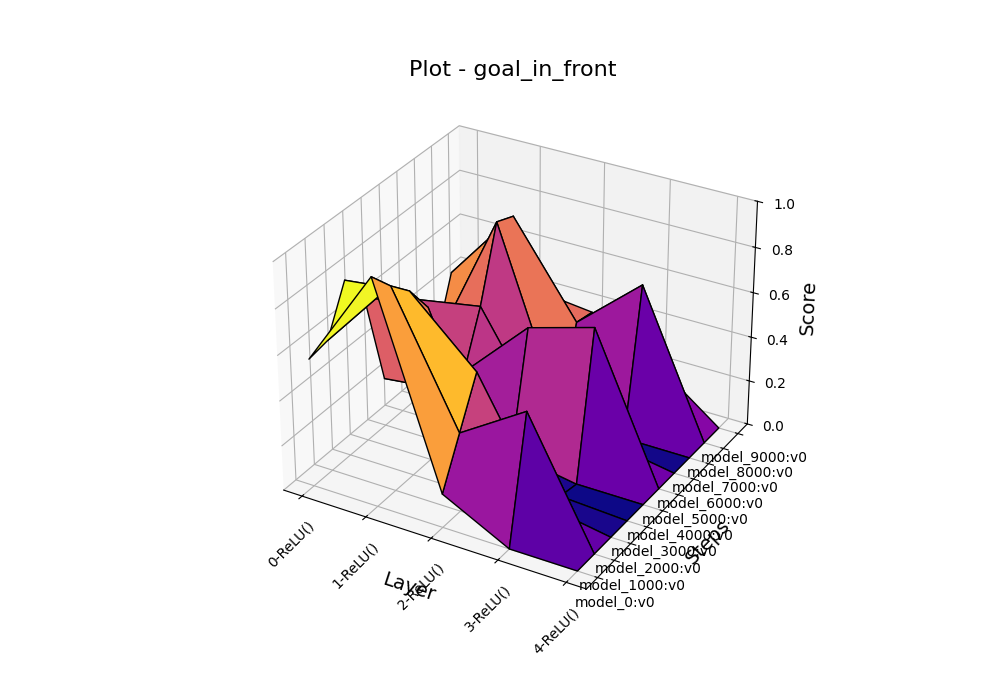 Plot - goal_in_front
1.0
0.8
0.6
0.4
0.2
0.0
Score
model_9000:v0
model_8000:v0
model_7000:v0
model_6000:v0
model_5000:v0
model_4000:v0
model_3000:v0
model_2000:v0
model_1000:v0
model_0:v0
Steps
0-ReLU()
1-ReLU()
2-ReLU()
3-ReLU()
4-ReLU()
Layer